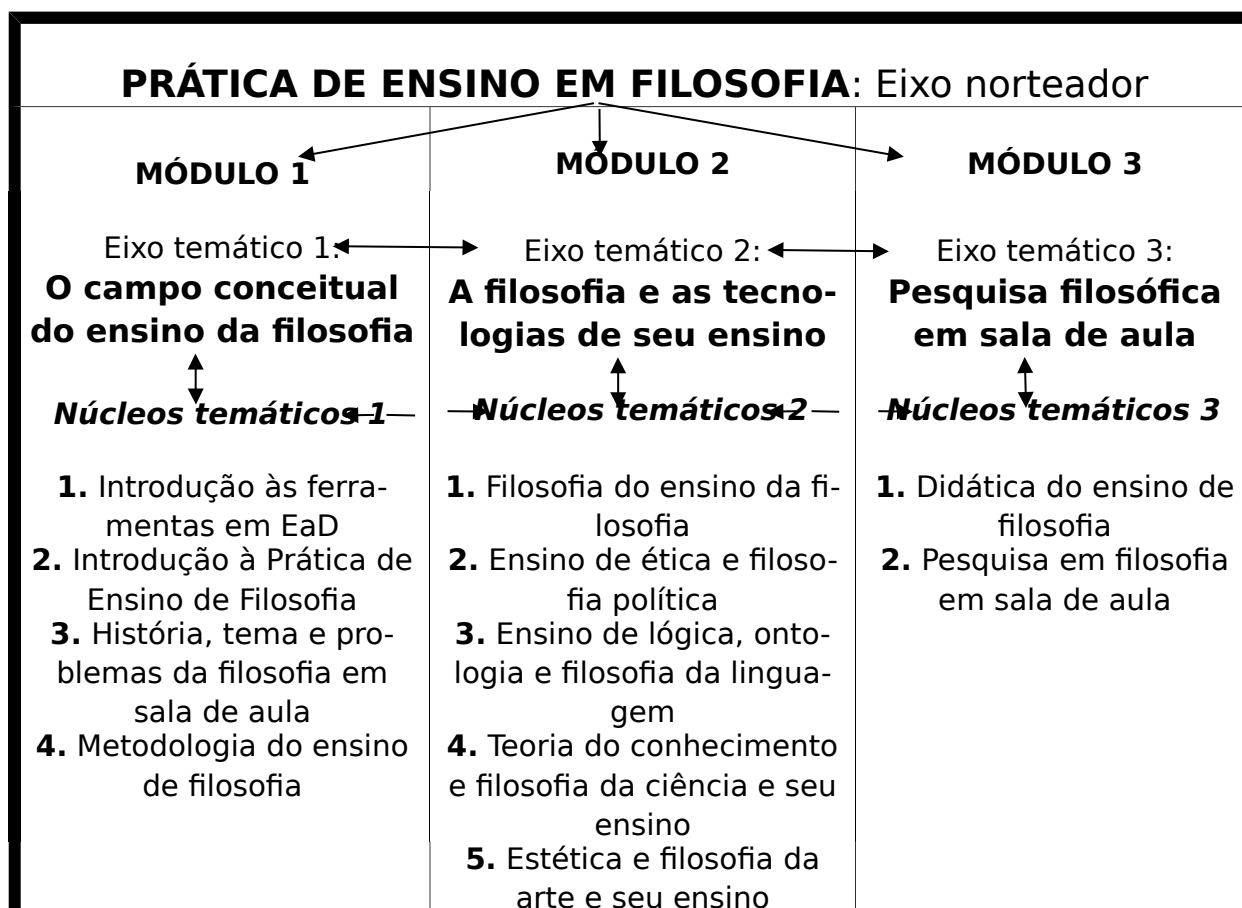 PRÁTICA DE ENSINO EM FILOSOFIA: Eixo norteador
MÓDULO 1
Eixo temático 1:
O campo conceitual
do ensino da filosofia
Núcleos temáticos 1
1. Introdução às ferra-
mentas em EaD
2. Introdução à Prática de
Ensino de Filosofia
3. História, tema e pro-
blemas da filosofia em
sala de aula
4. Metodologia do ensino
de filosofia
MÓDULO 2
Eixo temático 2:
A filosofia e as tecno-
logias de seu ensino
Núcleos temáticos 2
1. Filosofia do ensino da fi-
losofia
2. Ensino de ética e filoso-
fia política
3. Ensino de lógica, onto-
logia e filosofia da lingua-
gem
4. Teoria do conhecimento
e filosofia da ciência e seu
ensino
5. Estética e filosofia da
arte e seu ensino
MÓDULO 3
Eixo temático 3:
Pesquisa filosófica
em sala de aula
Núcleos temáticos 3
1. Didática do ensino de
filosofia
2. Pesquisa em filosofia
em sala de aula